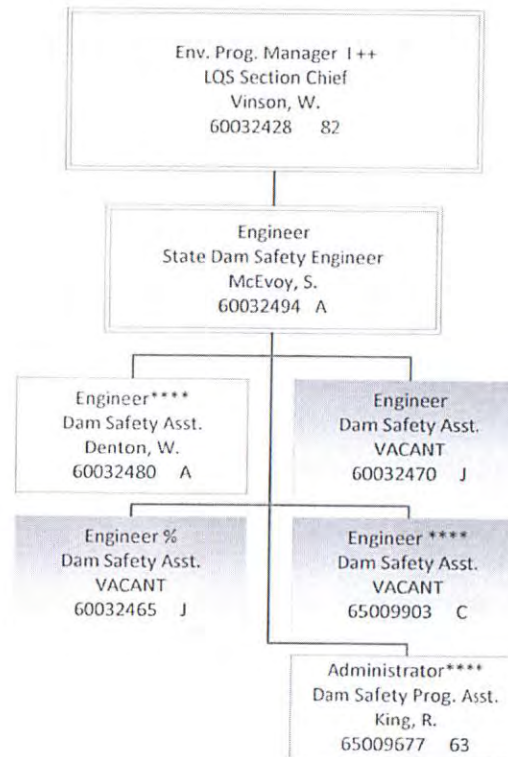 Env. Prog. Manager I ++
LQS Section Chief
Vinson, W.
60032428 82
Engineer
State Dam Safety Engineer
McEvoy, S.
60032494 A
Engineer****
Dam Safety Asst.
Denton, W.
60032480 A
Engineer
Dam Safety Asst.
VACANT
60032470 J
Engineer %
Dam Safety Asst.
VACANT
60032465 J
Engineer ****
Dam Safety Asst.
VACANT
65009903 C
Administrator****
Dam Safety Prog. Asst.
King, R.
65009677 63